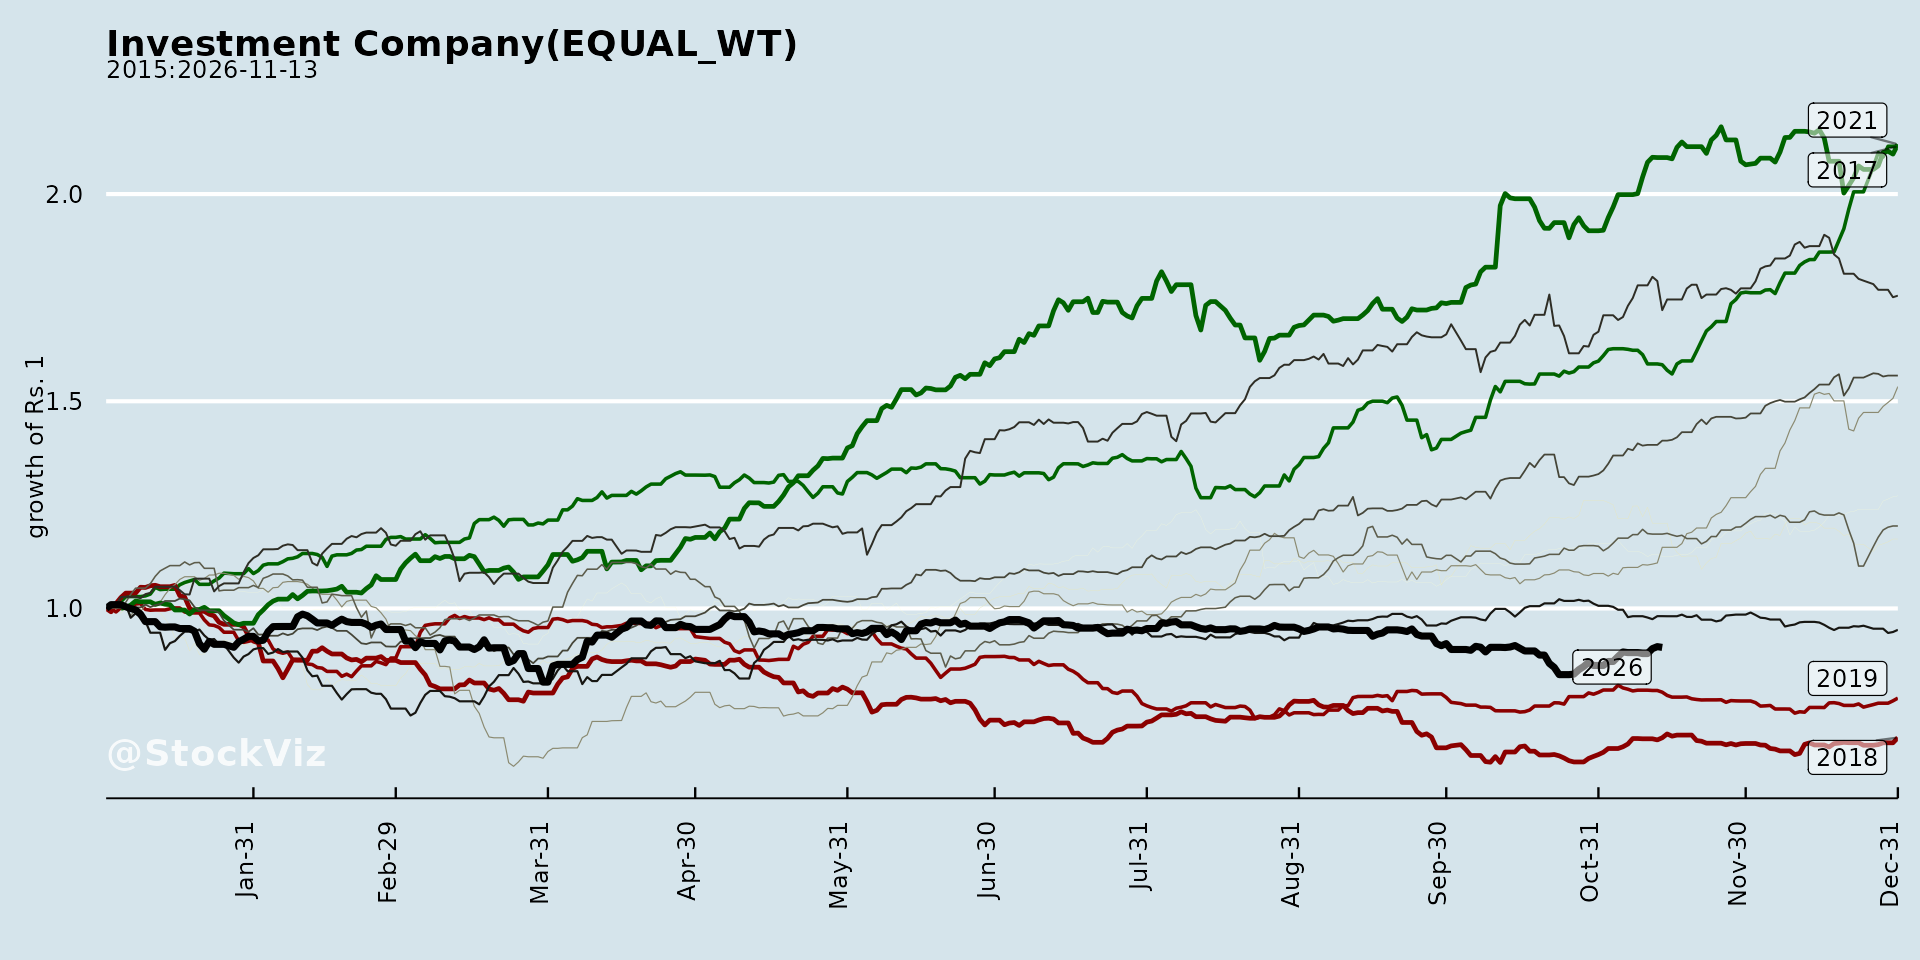 Investment Company(EQUAL_WT)
2015:2026-11-13
growth of Rs. 1
2.0
1.5
1.0
2021
2017
2026
2019
2018
@StockViz
Jan-31
Feb-29
Mar-31
Apr-30
May-31
Jun-30
Jul-31
Aug-31
Sep-30
Oct-31
Nov-30
Dec-31